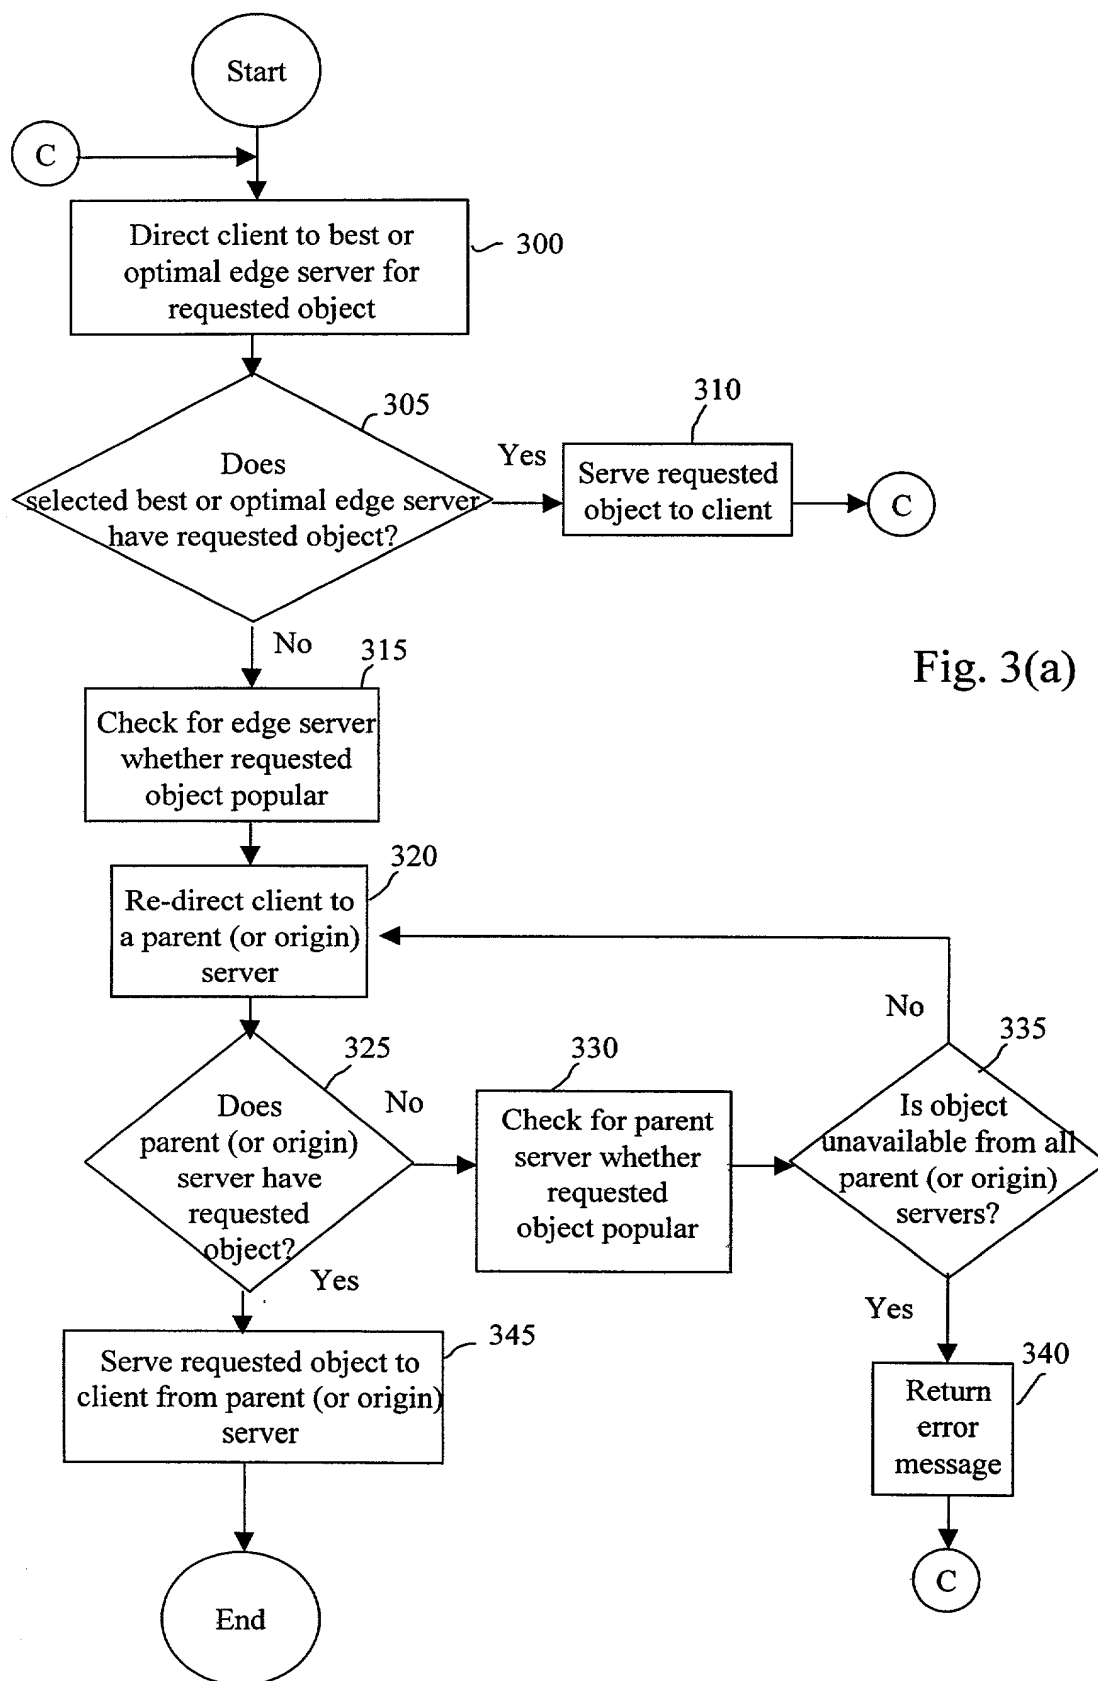 Start
C
Direct client to best or
optimal edge server for
requested object
300
305
Does
selected best or optimal edge server
have requested object?
Yes
310
Serve requested
object to client
C
No
315
Fig. 3(a)
Check for edge server
whether requested
object popular
320
Re-direct client to
a parent (or origin)
server
325
Does
parent (or origin)
server have
requested
object?
No
330
Check for parent
server whether
requested
object popular
No
335
Is object
unavailable from all
parent (or origin)
servers?
Yes
Yes
345
Serve requested object to
client from parent (or origin)
server
340
Return
error
message
C
End